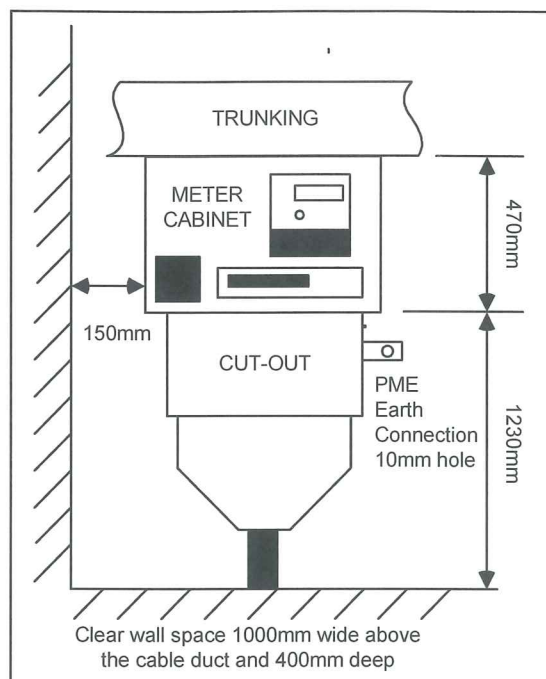 TRUNKING
METER
CABINET
470mm
150mm
CUT-OUT
PME
Earth
Connection
10mm hole
1230mm
Clear wall space 1000mm wide above
the cable duct and 400mm deep